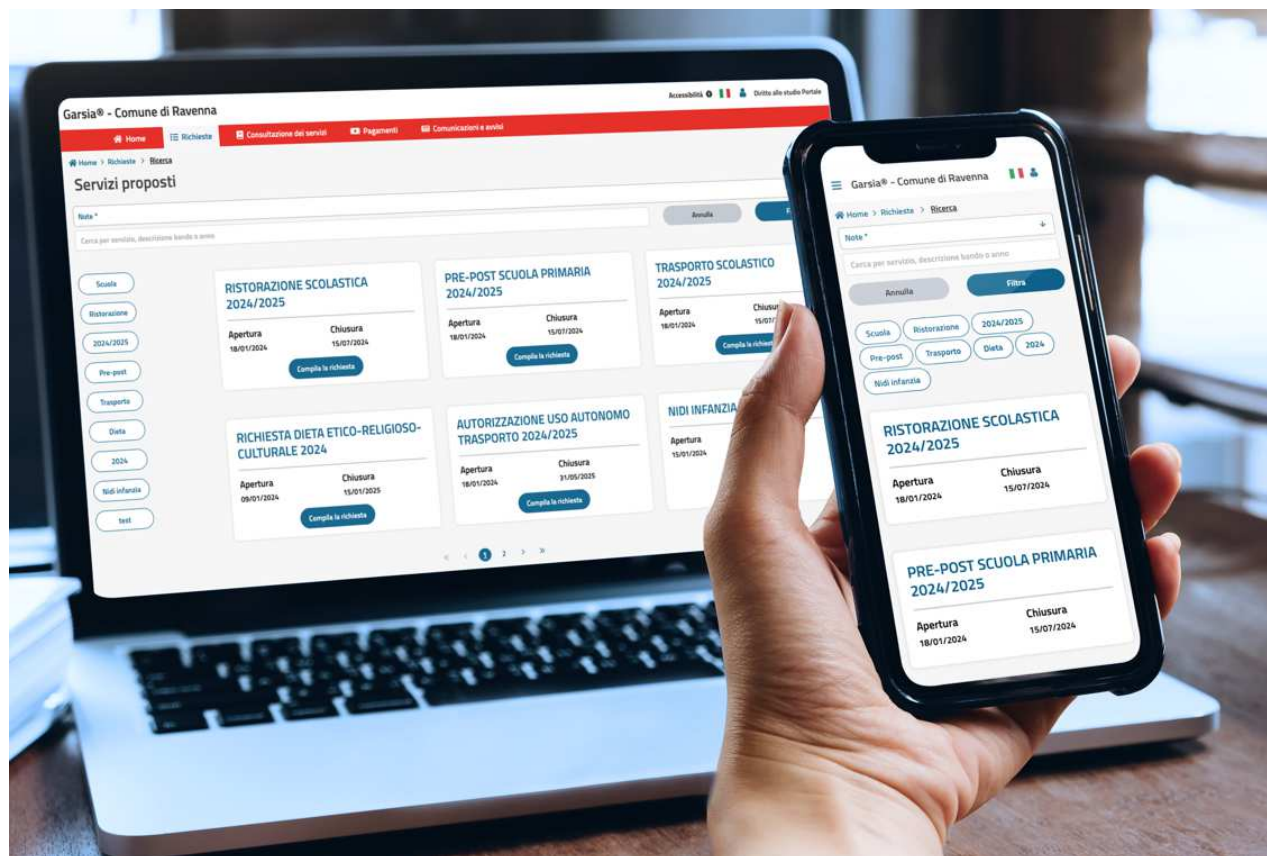 Garsia® - Comune di Ravenna
Accessibilità
Diritto allo studio Portale
Home
Richieste
Consultazione dei servizi
Pagamenti
Comunicazioni e avvisi
Home > Richieste > Ricerca
Servizi proposti
Note *
Cerca per servizio, descrizione bando o anno
Annulla
Scuola
Ristorazione
2024/2025
Pre-post
Trasporto
Dieta
2024
Nidi infanzia
test
RISTORAZIONE SCOLASTICA
2024/2025
Apertura Chiusura
18/01/2024 15/07/2024
Compila la richiesta
PRE-POST SCUOLA PRIMARIA
2024/2025
Apertura Chiusura
18/01/2024 15/07/2024
Compila la richiesta
TRASPORTO SCOLASTICO
2024/2025
Apertura
18/01/2024
Compila la
RICHIESTA DIETA ETICO-RELIGIOSO-
CULTURALE 2024
Apertura Chiusura
09/01/2024 15/01/2025
Compila la richiesta
AUTORIZZAZIONE USO AUTONOMO
TRASPORTO 2024/2025
Apertura Chiusura
18/01/2024 31/05/2025
Compila la richiesta
NIDI INFANZIA
Apertura
15/01/2024
« < 1 2 > »
Garsia® - Comune di Ravenna
Home > Richieste > Ricerca
Note *
Cerca per servizio, descrizione bando o anno
Annulla Filtra
Scuola Ristorazione 2024/2025
Pre-post Trasporto Dieta 2024
Nidi infanzia
RISTORAZIONE SCOLASTICA
2024/2025
Apertura Chiusura
18/01/2024 15/07/2024
PRE-POST SCUOLA PRIMARIA
2024/2025
Apertura Chiusura
18/01/2024 15/07/2024